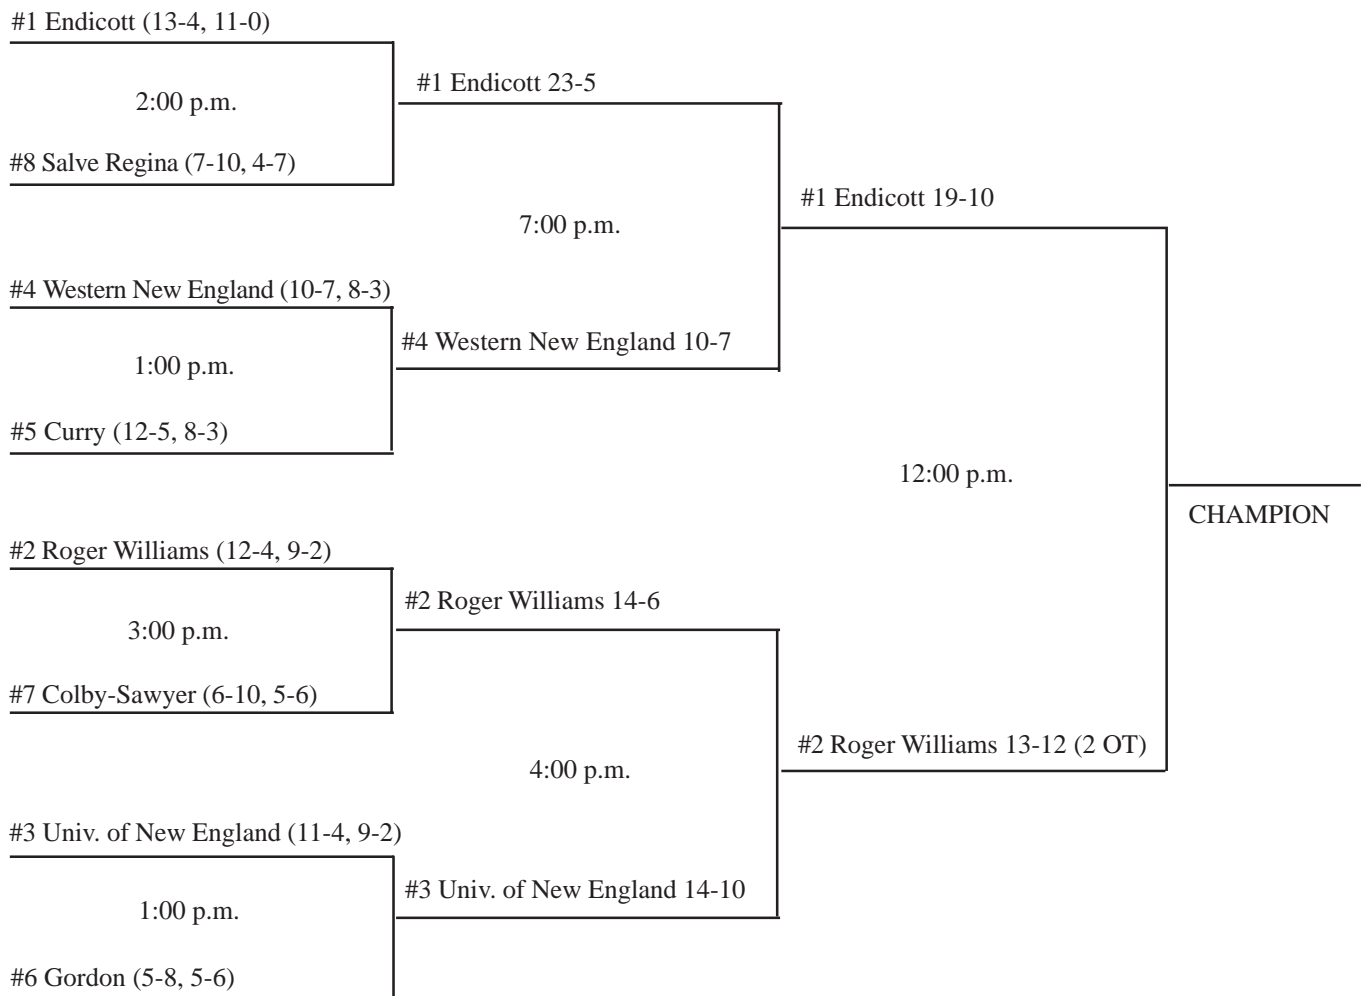 #1 Endicott (13-4, 11-0)
2:00 p.m.
#8 Salve Regina (7-10, 4-7)
#1 Endicott 23-5
7:00 p.m.
#4 Western New England (10-7, 8-3)
1:00 p.m.
#5 Curry (12-5, 8-3)
#4 Western New England 10-7
#1 Endicott 19-10
12:00 p.m.
CHAMPION
#2 Roger Williams (12-4, 9-2)
3:00 p.m.
#7 Colby-Sawyer (6-10, 5-6)
#2 Roger Williams 14-6
4:00 p.m.
#2 Roger Williams 13-12 (2 OT)
#3 Univ. of New England (11-4, 9-2)
1:00 p.m.
#6 Gordon (5-8, 5-6)
#3 Univ. of New England 14-10